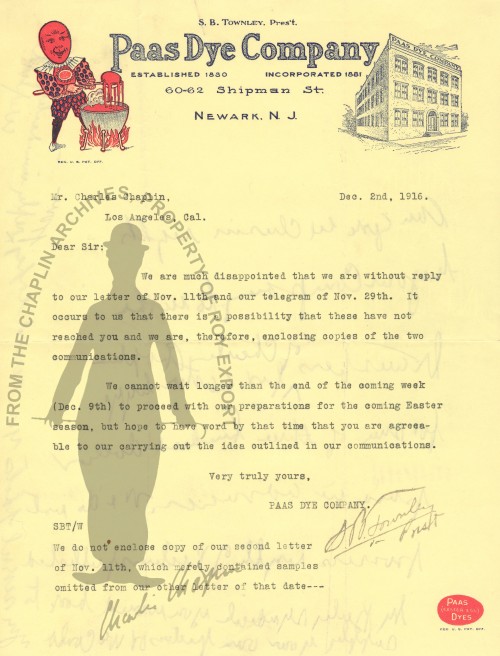 S. B. TOWNLEY, Pres't.
Paas Dye Company
ESTABLISHED 1880 INCORPORATED 1881
60-62 Shipman St.
NEWARK, N. J.
PAAS DYE COMPANY
REG. U. S. PAT. OFF.
Mr. Charles Chaplin, Dec. 2nd, 1916.
Los Angeles, Cal.
Dear Sir:
We are much disappointed that we are without reply
to our letter of Nov. 11th and our telegram of Nov. 29th. It
occurs to us that there is a possibility that these have not
reached you and we are, therefore, enclosing copies of the two
communications.
We cannot wait longer than the end of the coming week
(Dec. 9th) to proceed with our preparations for the coming Easter
season, but hope to have word by that time that you are agreea-
ble to our carrying out the idea outlined in our communications.
Very truly yours,
PAAS DYE COMPANY.
S B Townley
Pres't
SBT/W
We do not enclose copy of our second letter
of Nov. 11th, which merely contained samples
omitted from our other letter of that date---
Charlie Chaplin
PAAS
DYES
REG. U. S. PAT. OFF.
FROM THE CHAPLIN ARCHIVES, PROPERTY OF ROY EXPORT